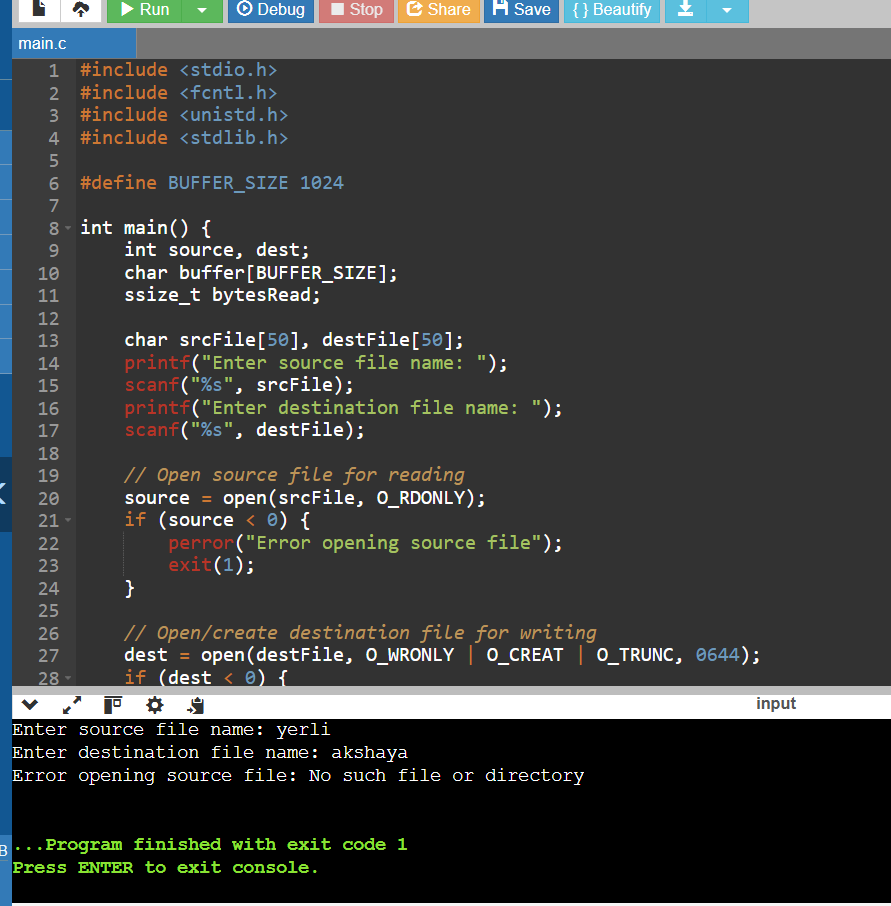 Run Debug Stop Share Save { } Beautify
main.c
1 #include <stdio.h>
2 #include <fcntl.h>
3 #include <unistd.h>
4 #include <stdlib.h>
5
6 #define BUFFER_SIZE 1024
7
8 int main() {
9 int source, dest;
10 char buffer[BUFFER_SIZE];
11 ssize_t bytesRead;
12
13 char srcFile[50], destFile[50];
14 printf("Enter source file name: ");
15 scanf("%s", srcFile);
16 printf("Enter destination file name: ");
17 scanf("%s", destFile);
18
19 // Open source file for reading
20 source = open(srcFile, O_RDONLY);
21 if (source < 0) {
22 perror("Error opening source file");
23 exit(1);
24 }
25
26 // Open/create destination file for writing
27 dest = open(destFile, O_WRONLY | O_CREAT | O_TRUNC, 0644);
28 if (dest < 0) {
input
Enter source file name: yerli
Enter destination file name: akshaya
Error opening source file: No such file or directory
B
...Program finished with exit code 1
Press ENTER to exit console.